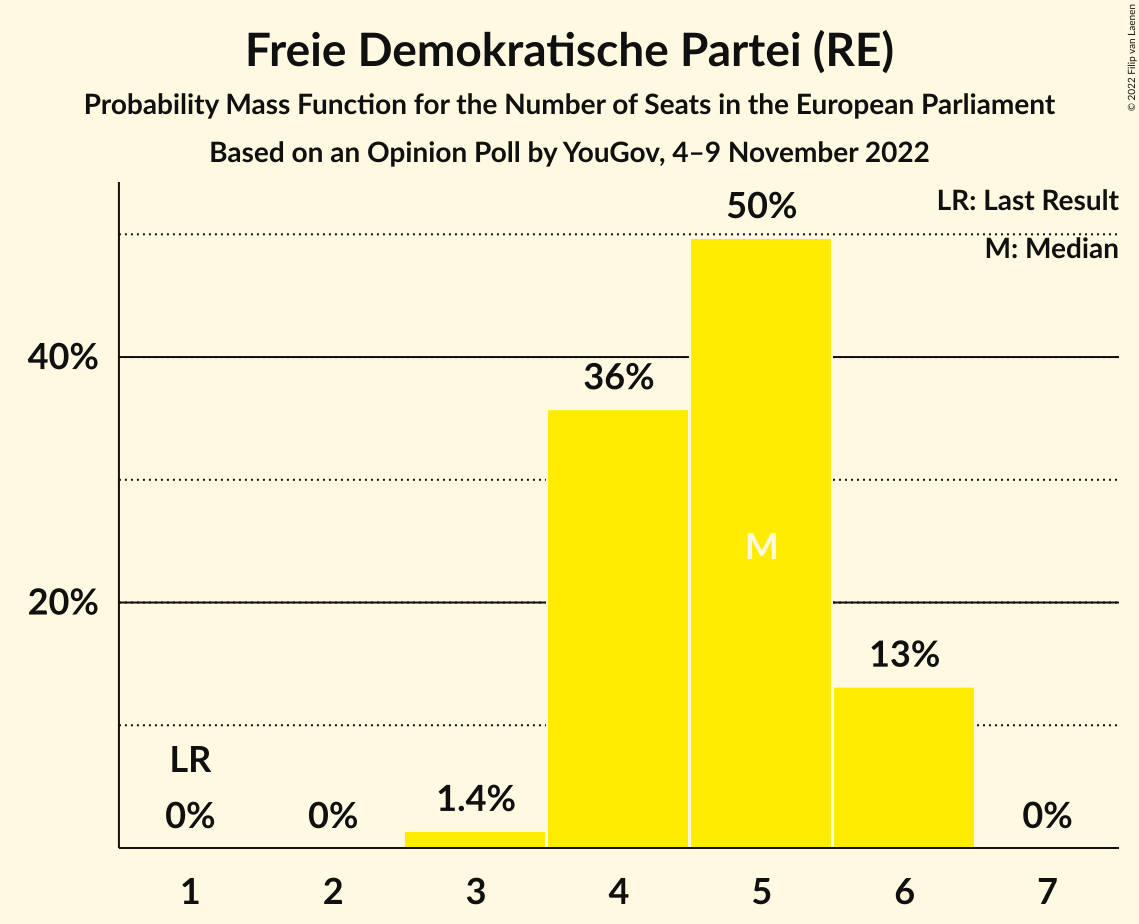 Freie Demokratische Partei (RE)
Probability Mass Function for the Number of Seats in the European Parliament
Based on an Opinion Poll by YouGov, 4–9 November 2022
© 2022 Filip van Laenen
LR: Last Result
M: Median
50%
40%
36%
M
20%
13%
LR
1.4%
0%
0%
0%
1
2
3
4
5
6
7